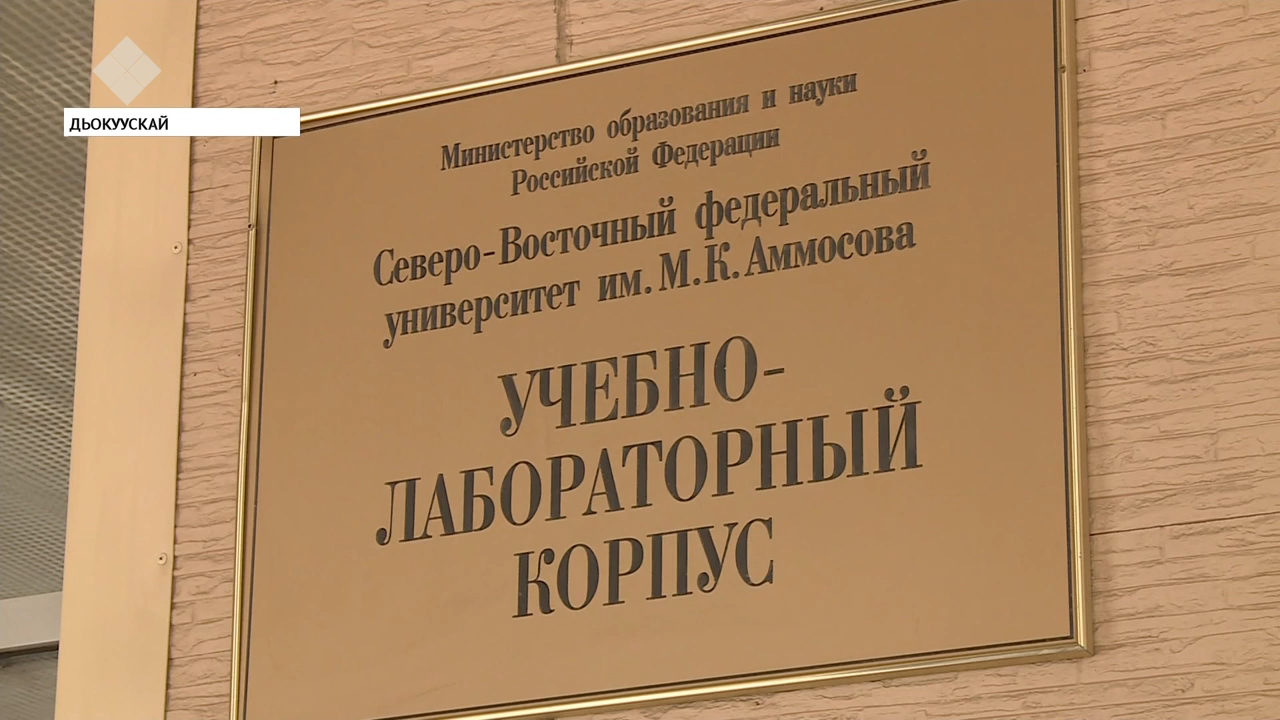 ДЬОКУУСКАЙ
Министерство образования и науки
Российской Федерации
Северо-Восточный федеральный
университет им. М.К. Аммосова
УЧЕБНО-
ЛАБОРАТОРНЫЙ
КОРПУС